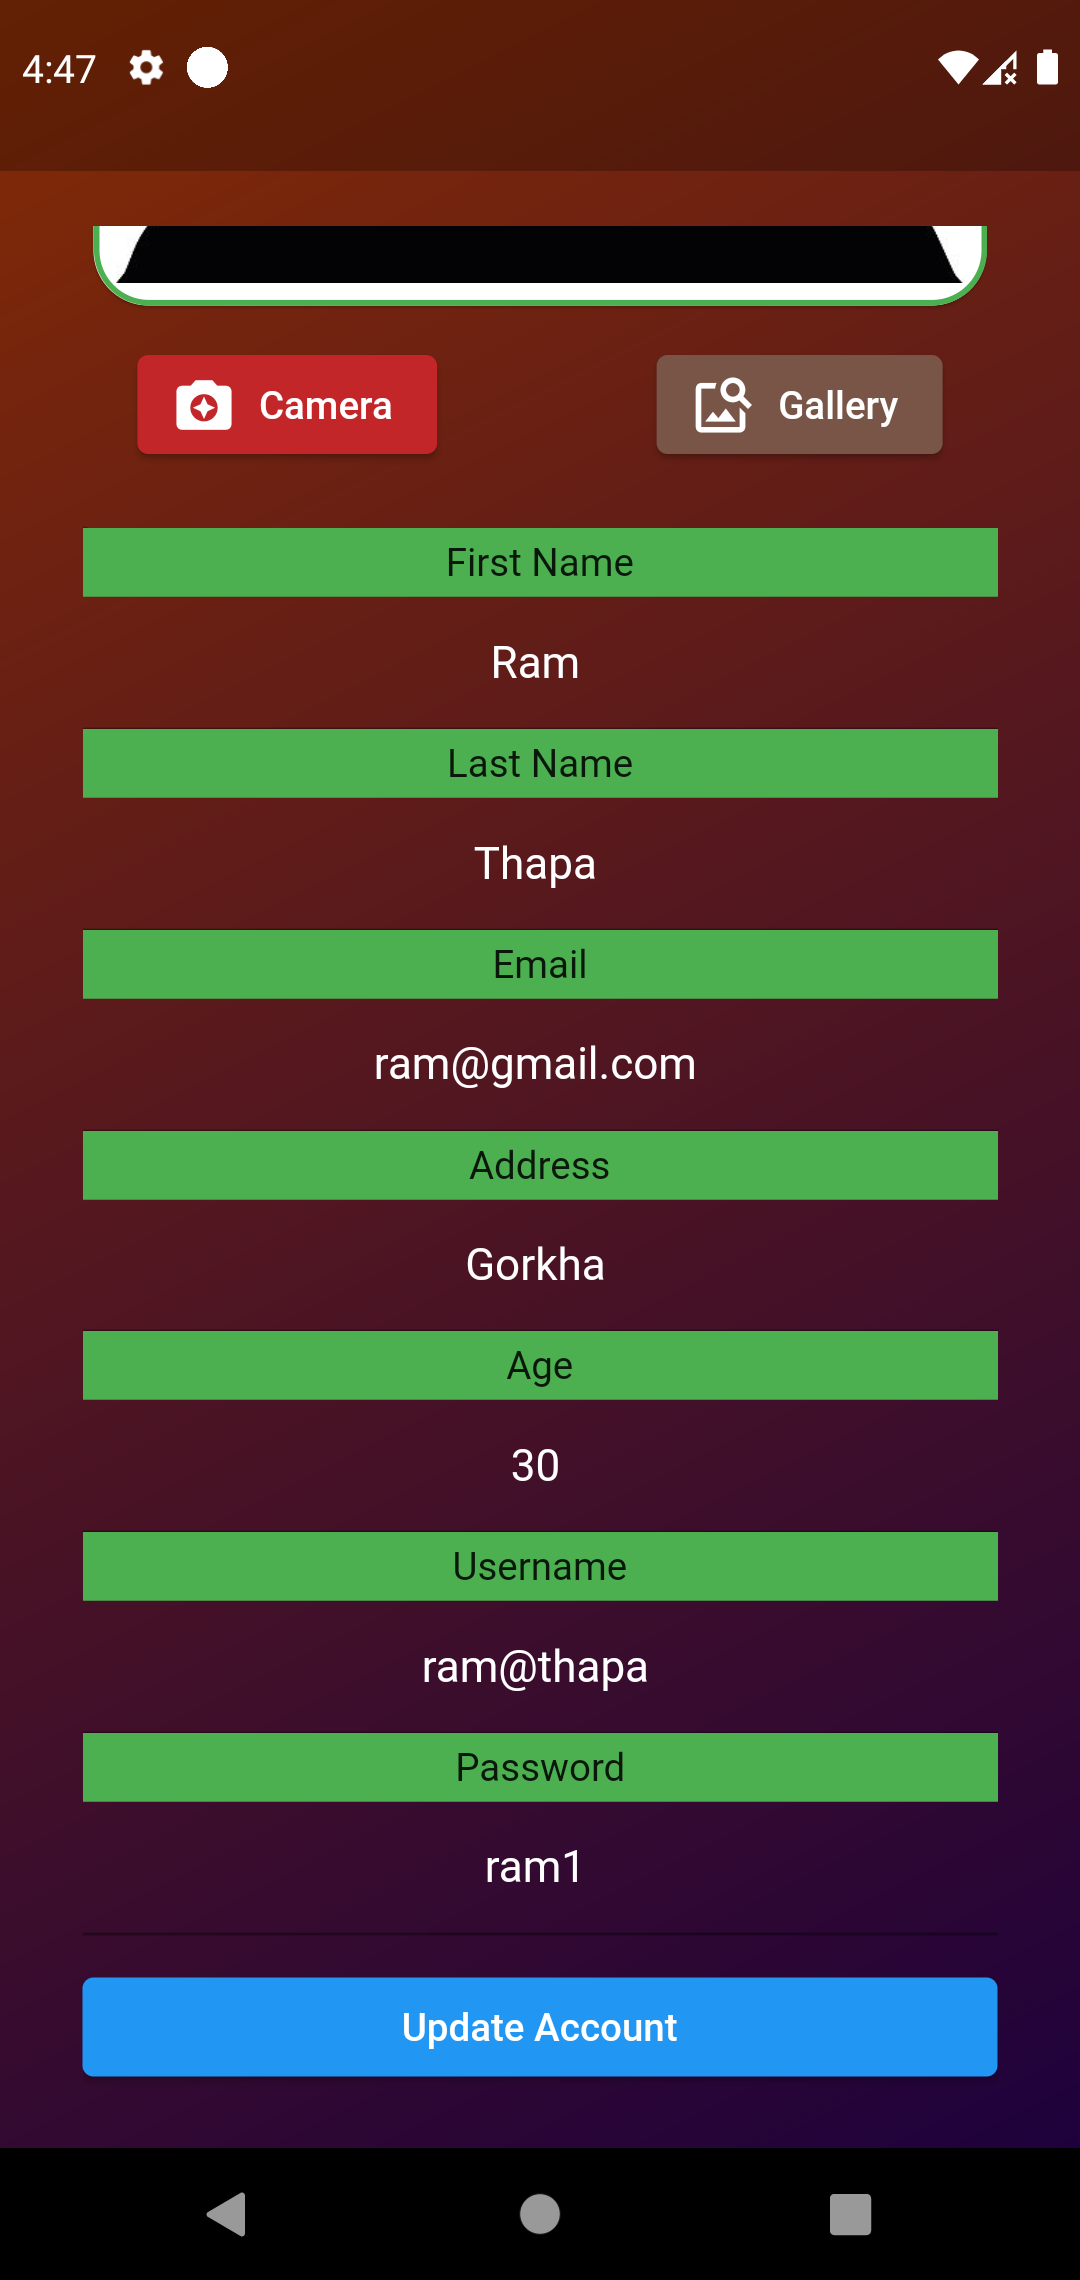 4:47
Camera
Gallery
First Name
Ram
Last Name
Thapa
Email
ram@gmail.com
Address
Gorkha
Age
30
Username
ram@thapa
Password
ram1
Update Account